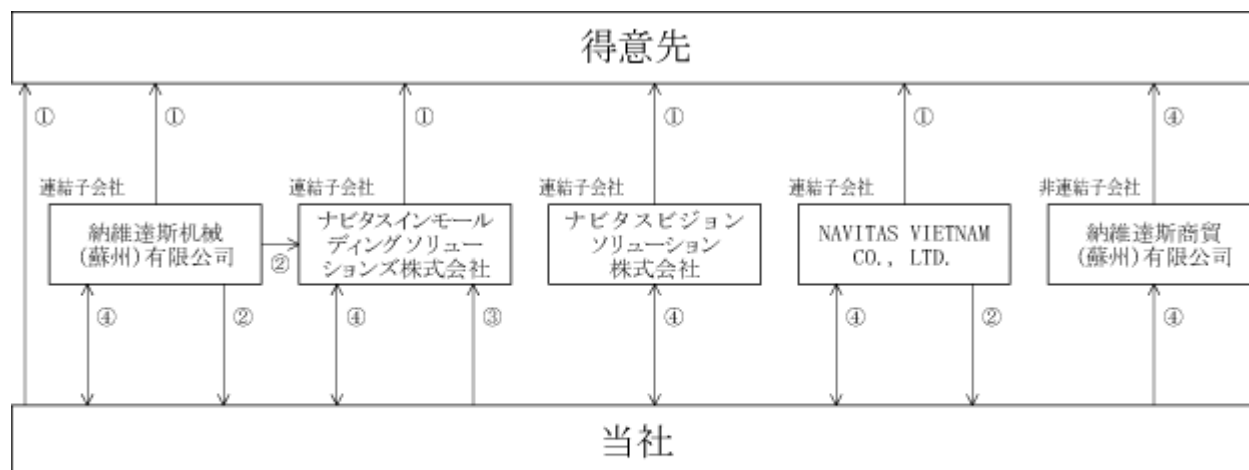 得意先
① ① ① ① ① ④
連結子会社 連結子会社 連結子会社 連結子会社 非連結子会社
納維達斯机械
(蘇州)有限公司
②
ナビタスインモール
ディングソリュー
ションズ株式会社
ナビタスビジョン
ソリューション
株式会社
NAVITAS VIETNAM
CO., LTD.
納維達斯商貿
(蘇州)有限公司
④ ② ④ ③ ④ ④ ② ④
当社